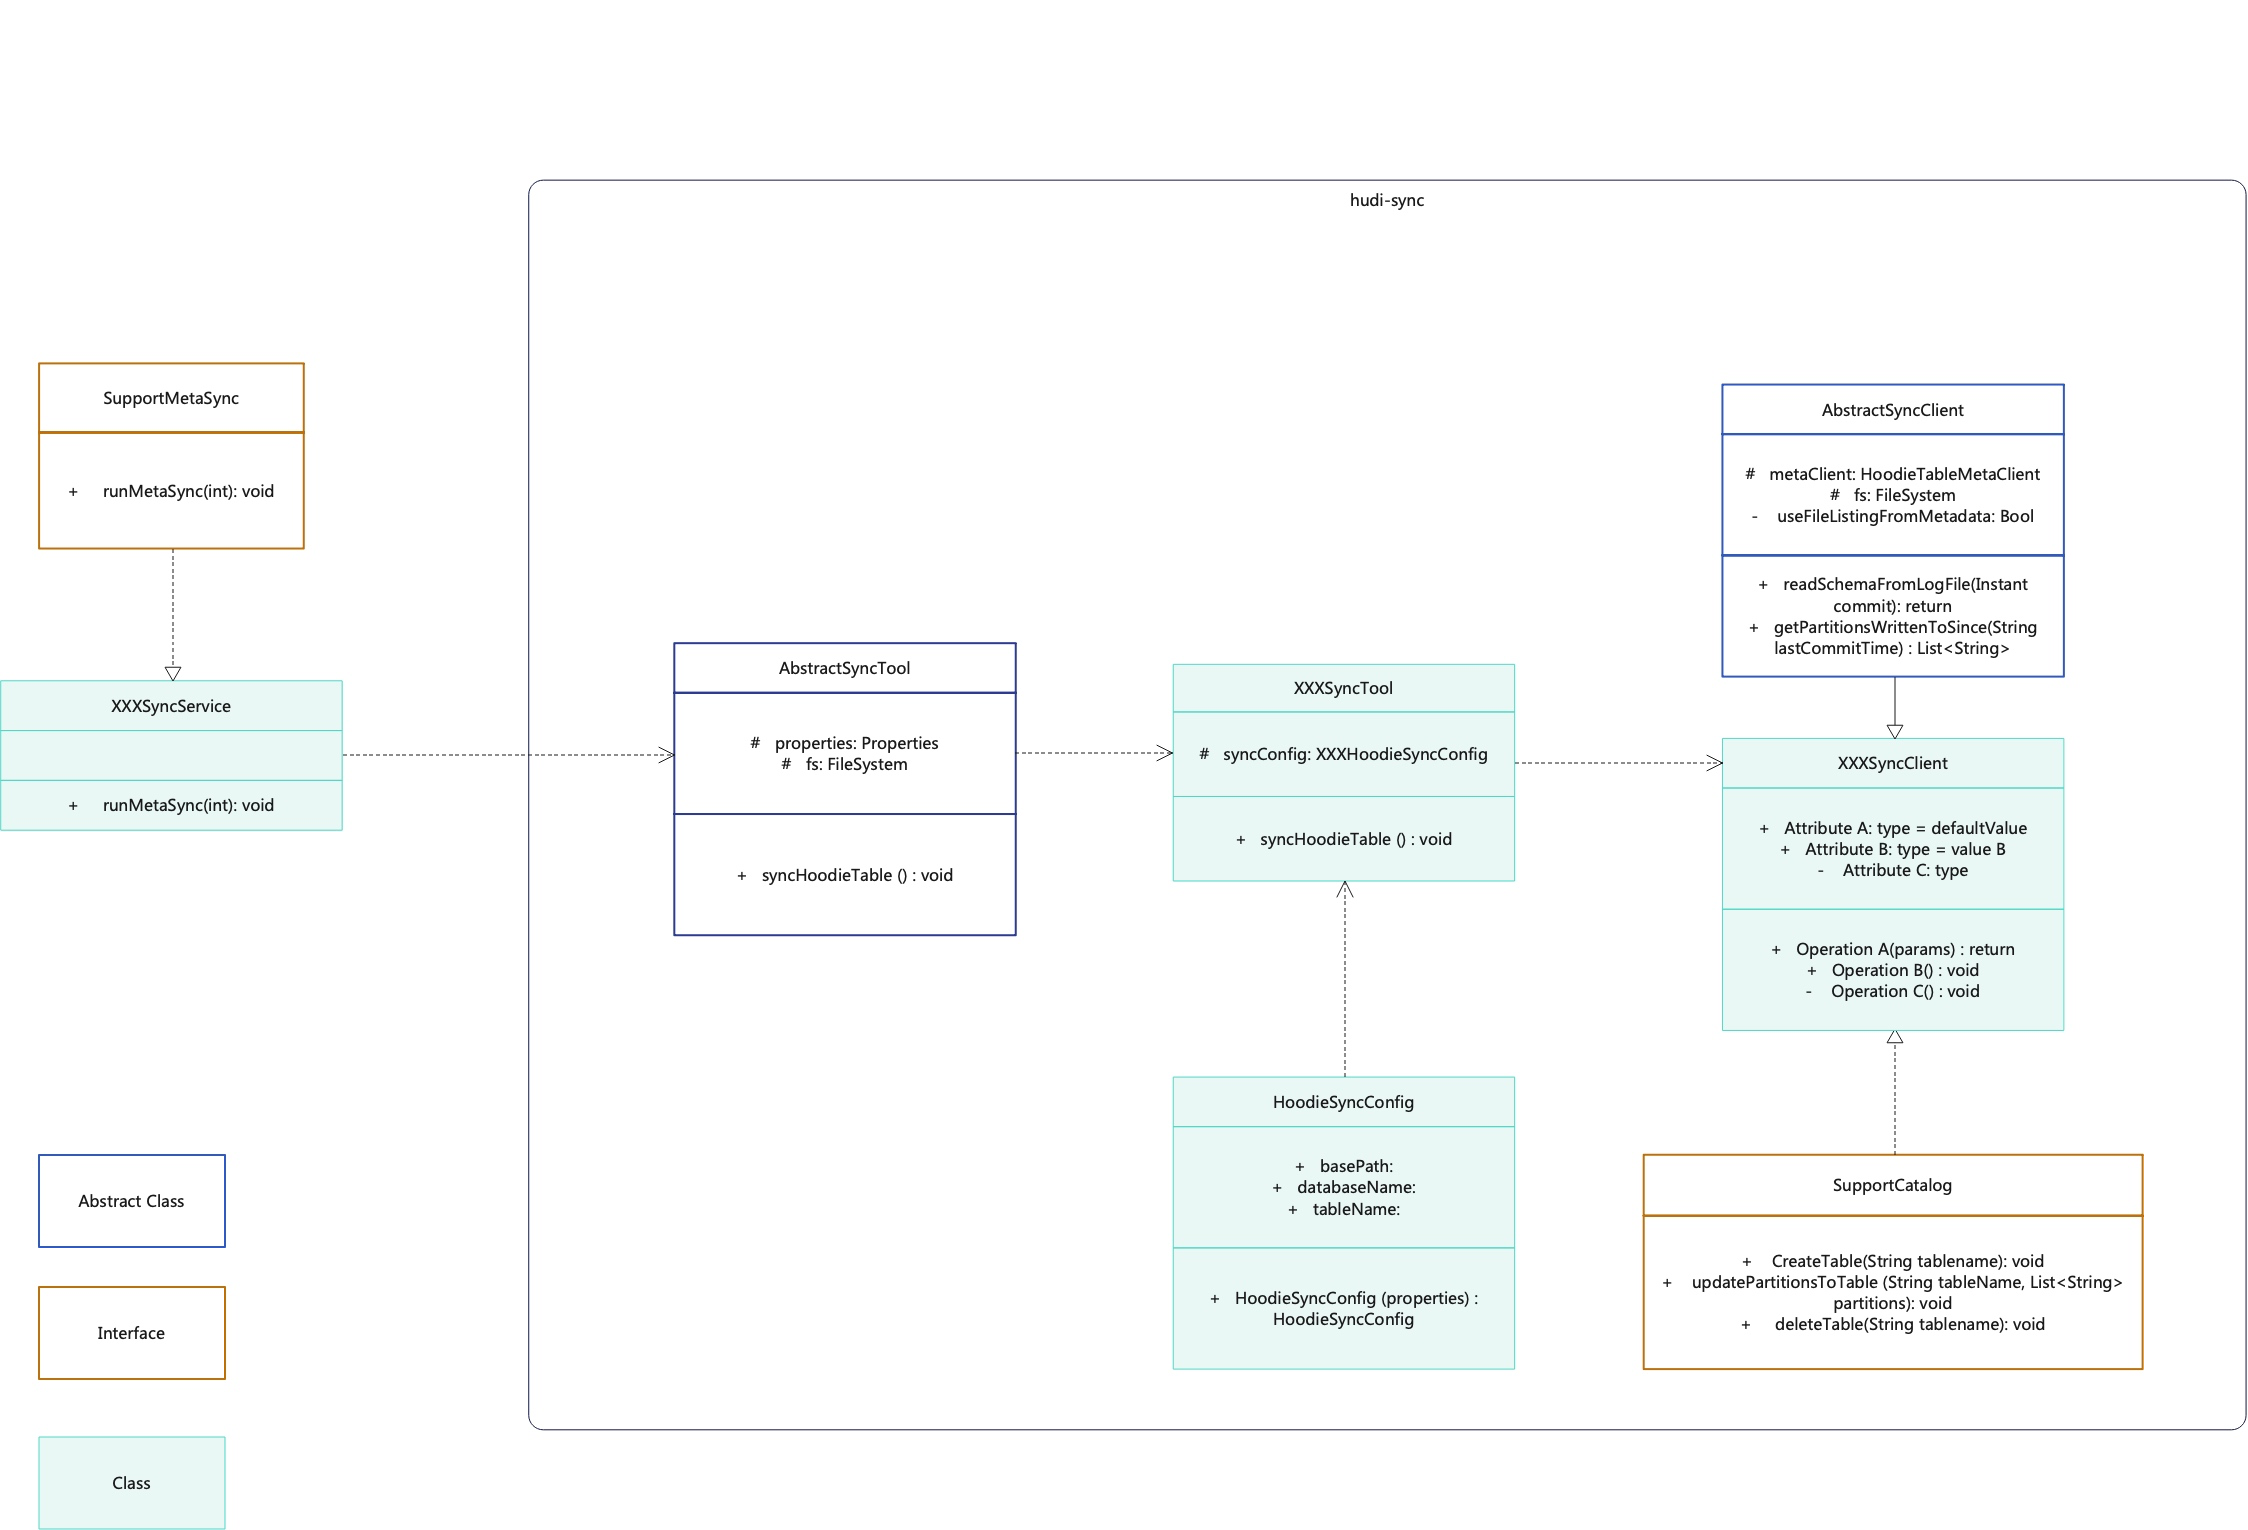 hudi-sync
SupportMetaSync
+ runMetaSync(int): void
XXXSyncService
+ runMetaSync(int): void
AbstractSyncTool
# properties: Properties
# fs: FileSystem
+ syncHoodieTable () : void
XXXSyncTool
# syncConfig: XXXHoodieSyncConfig
+ syncHoodieTable () : void
HoodieSyncConfig
+ basePath:
+ databaseName:
+ tableName:
+ HoodieSyncConfig (properties) :
HoodieSyncConfig
AbstractSyncClient
# metaClient: HoodieTableMetaClient
# fs: FileSystem
- useFileListingFromMetadata: Bool
+ readSchemaFromLogFile(Instant
commit): return
+ getPartitionsWrittenToSince(String
lastCommitTime) : List<String>
XXXSyncClient
+ Attribute A: type = defaultValue
+ Attribute B: type = value B
- Attribute C: type
+ Operation A(params) : return
+ Operation B() : void
- Operation C() : void
SupportCatalog
+ CreateTable(String tablename): void
+ updatePartitionsToTable (String tableName, List<String>
partitions): void
+ deleteTable(String tablename): void
Abstract Class
Interface
Class